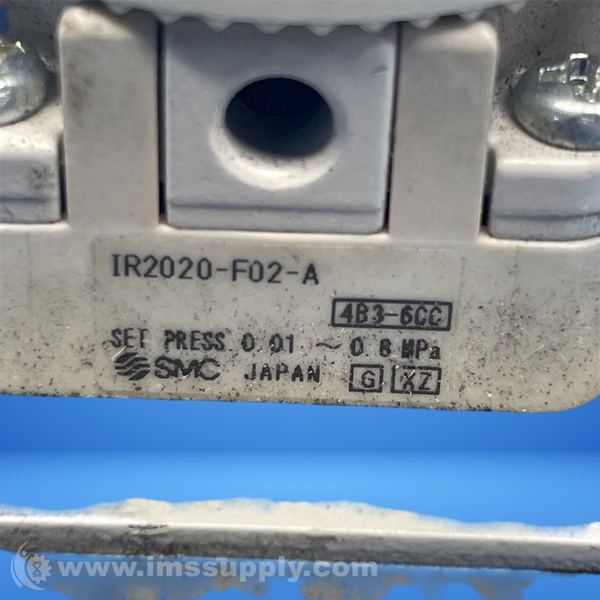 IR2020-F02-A
4B3-6CC
SET PRESS 0.01 ~ 0.8 MPa
SMC JAPAN G XZ
www.imssupply.com